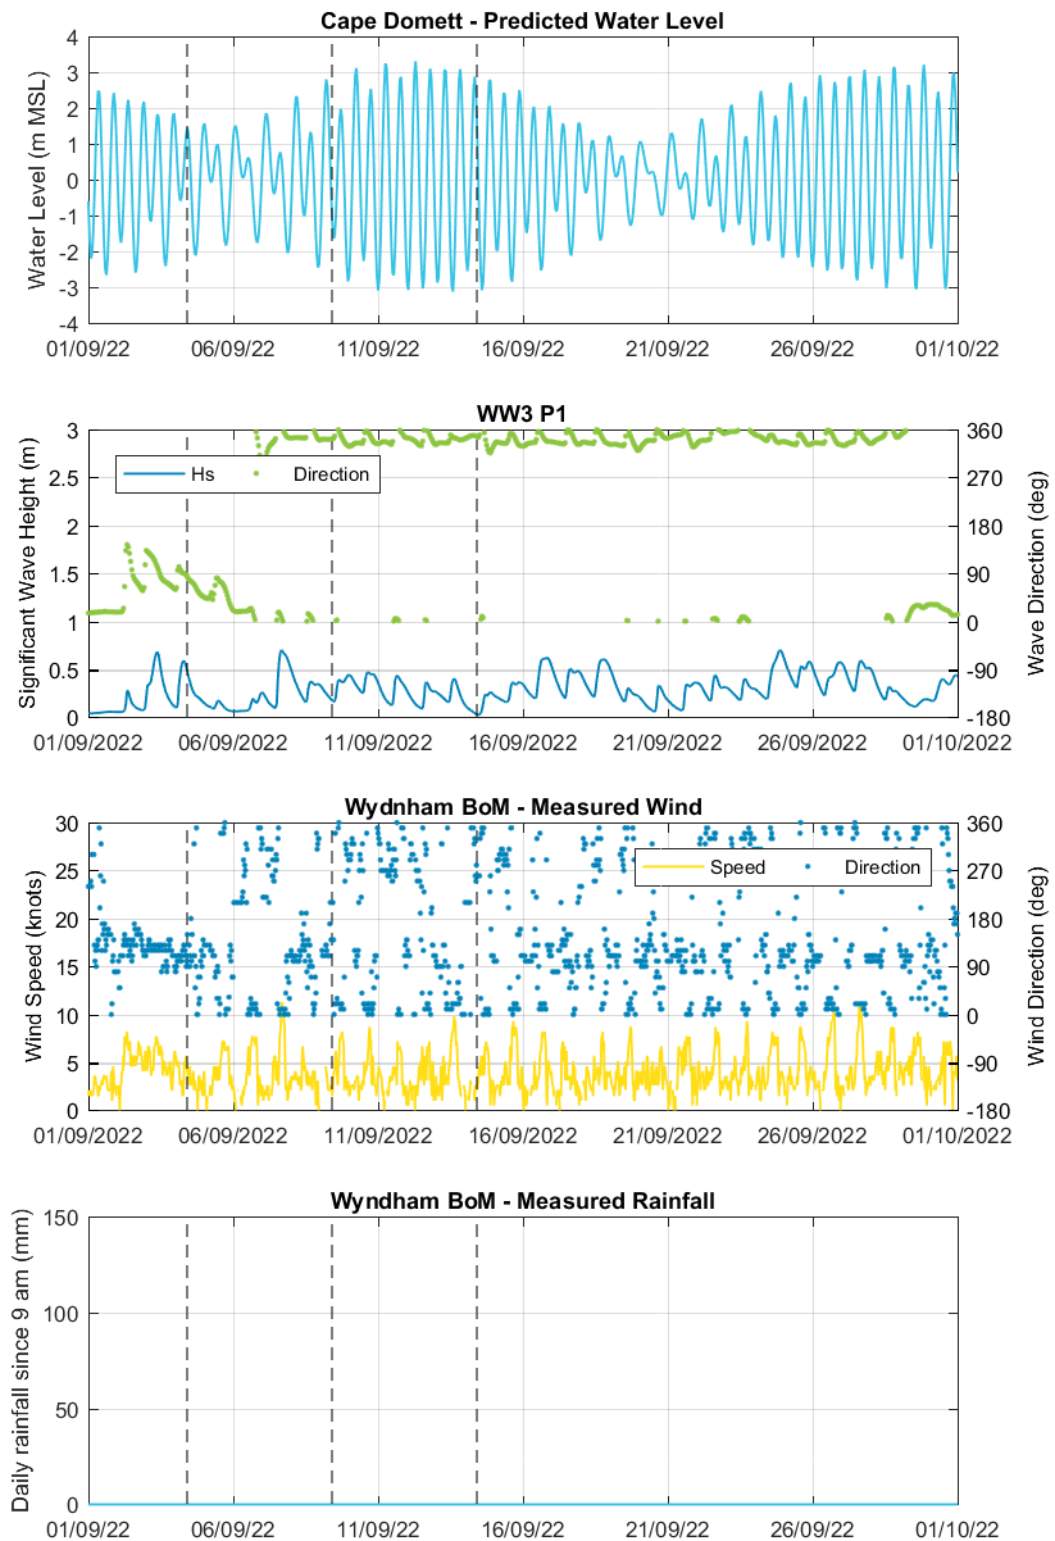 Cape Domett - Predicted Water Level
Water Level (m MSL)
4
3
2
1
0
-1
-2
-3
-4
01/09/22 06/09/22 11/09/22 16/09/22 21/09/22 26/09/22 01/10/22
WW3 P1
Significant Wave Height (m)
3
2.5
2
1.5
1
0.5
0
Hs Direction
360
270
180
90
0
-90
-180
Wave Direction (deg)
01/09/2022 06/09/2022 11/09/2022 16/09/2022 21/09/2022 26/09/2022 01/10/2022
Wydnham BoM - Measured Wind
Wind Speed (knots)
30
25
20
15
10
5
0
Speed Direction
360
270
180
90
0
-90
-180
Wind Direction (deg)
01/09/2022 06/09/2022 11/09/2022 16/09/2022 21/09/2022 26/09/2022 01/10/2022
Wyndham BoM - Measured Rainfall
Daily rainfall since 9 am (mm)
150
100
50
0
01/09/22 06/09/22 11/09/22 16/09/22 21/09/22 26/09/22 01/10/22